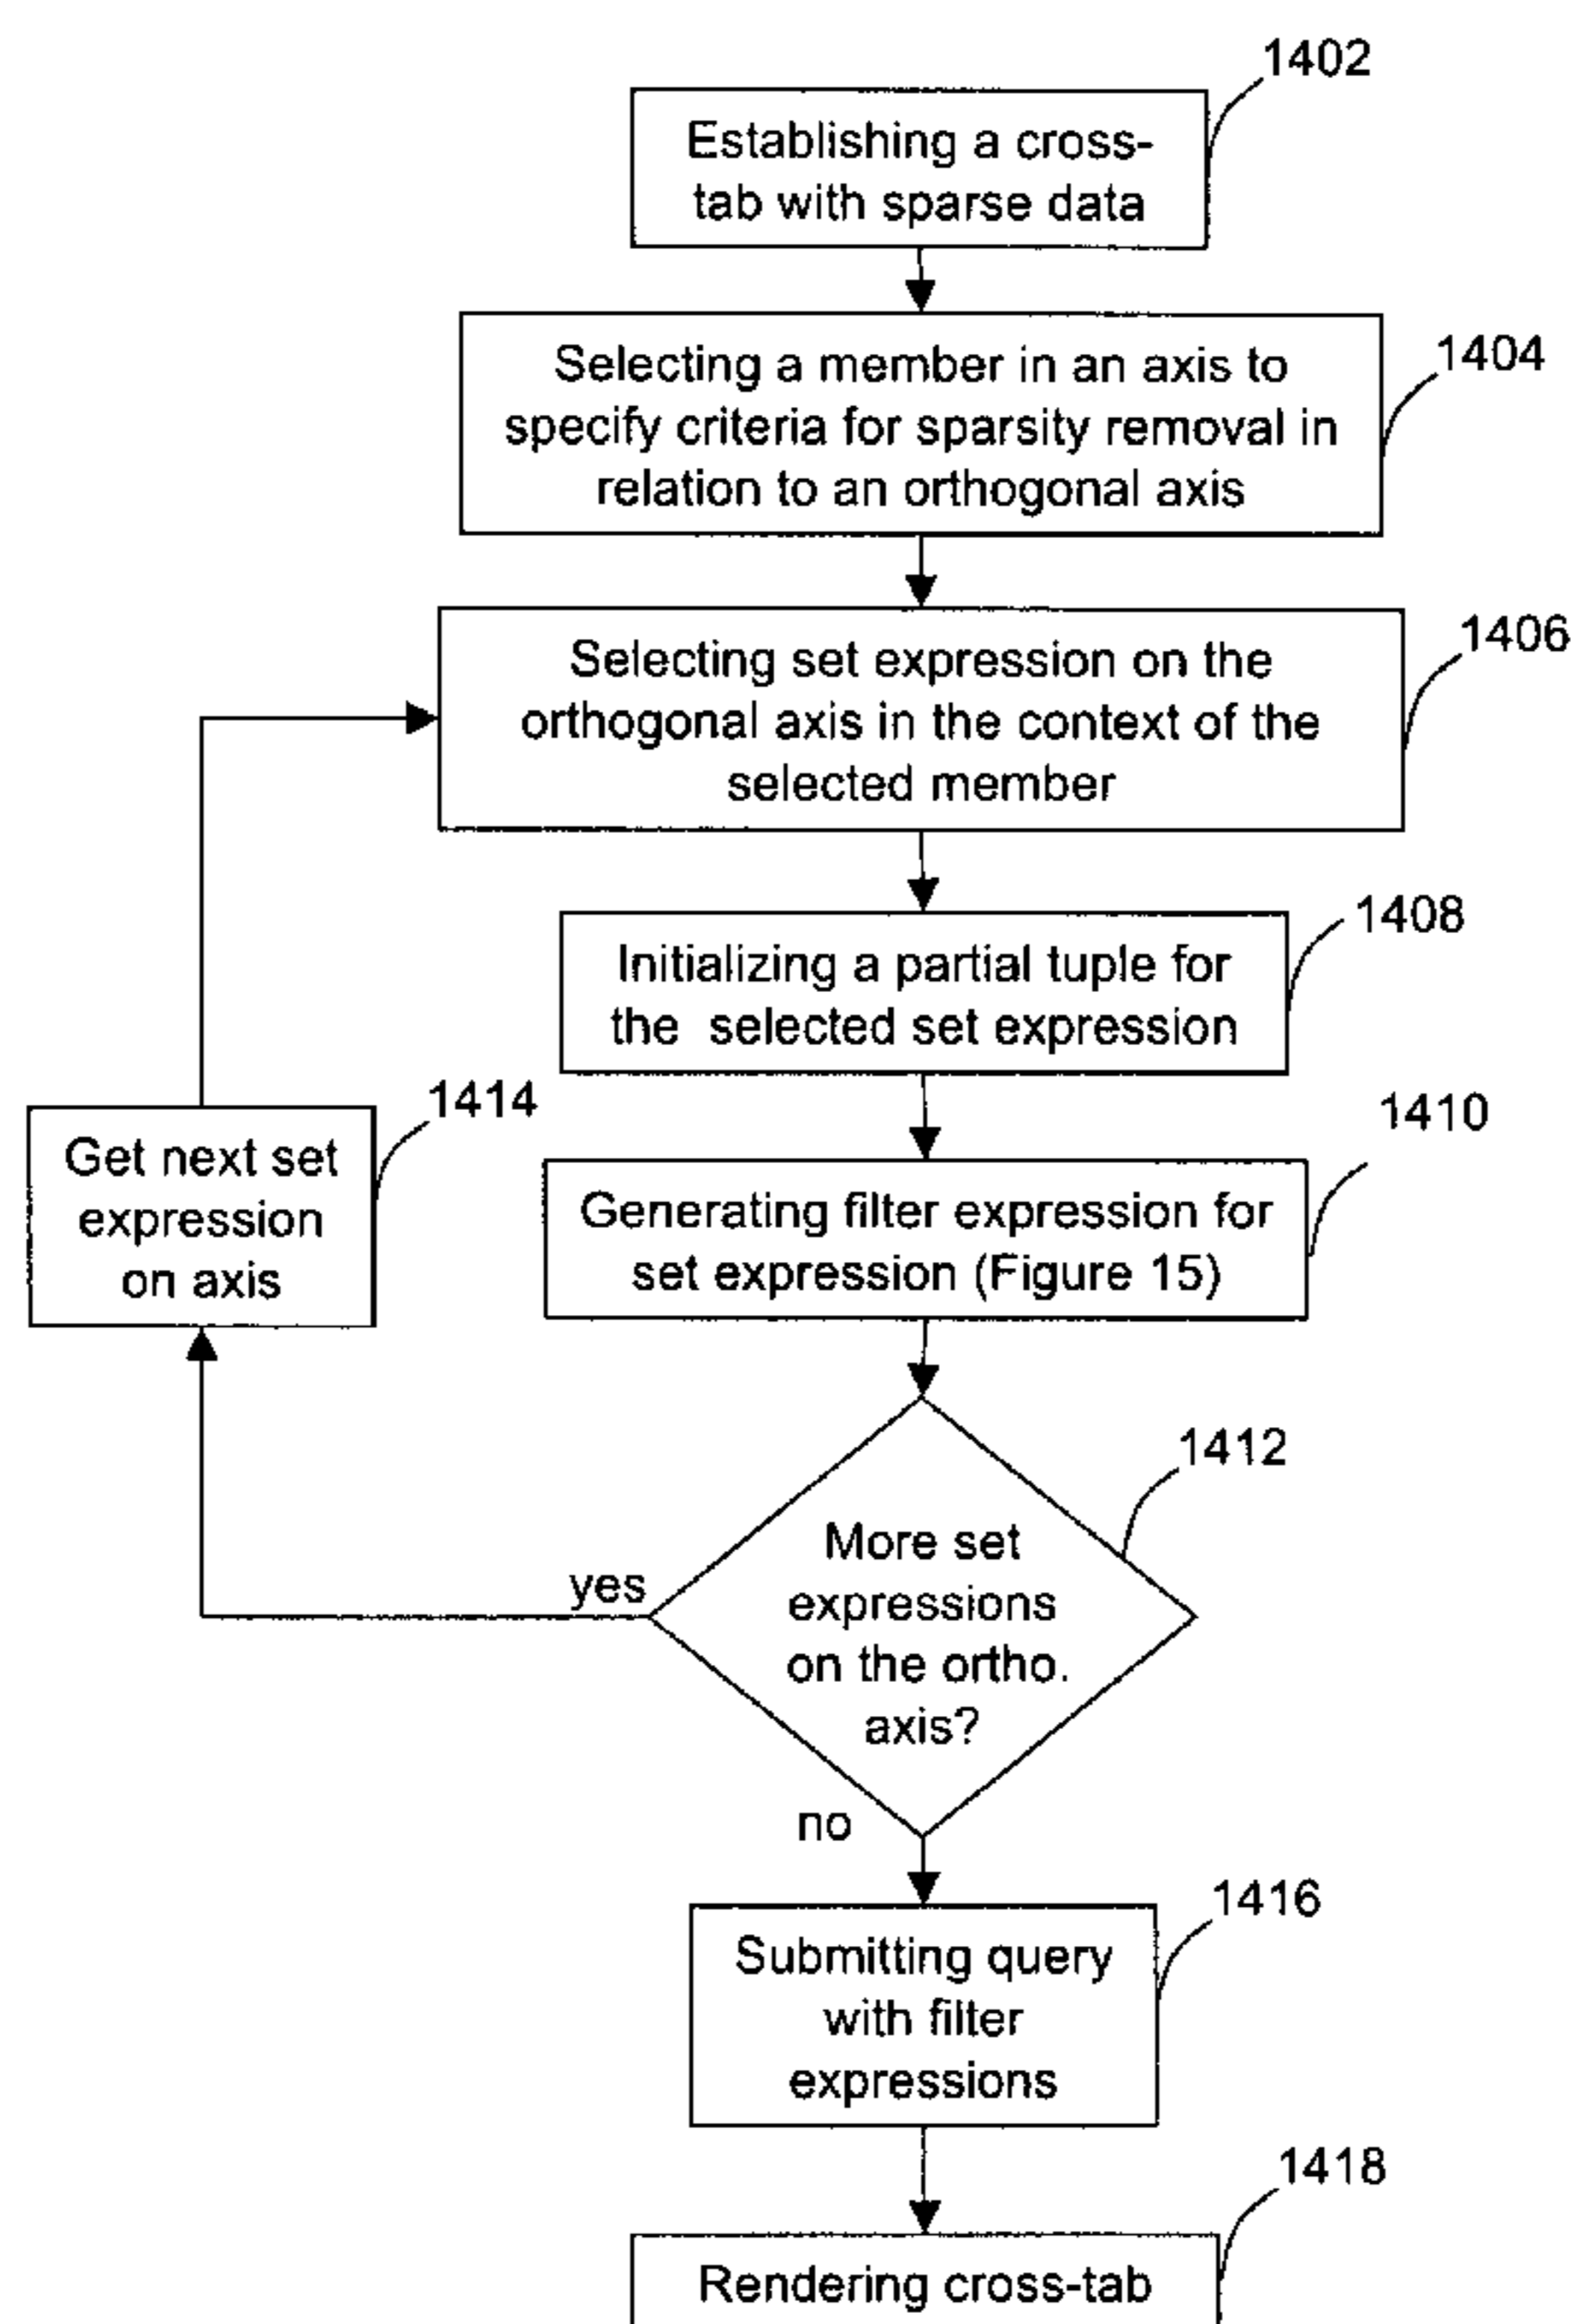 1402
Establishing a cross-
tab with sparse data
1404
Selecting a member in an axis to
specify criteria for sparsity removal in
relation to an orthogonal axis
1406
Selecting set expression on the
orthogonal axis in the context of the
selected member
1408
Initializing a partial tuple for
the selected set expression
1414
Get next set
expression
on axis
1410
Generating filter expression for
set expression (Figure 15)
1412
More set
expressions
on the ortho.
axis?
yes
no
1416
Submitting query
with filter
expressions
1418
Rendering cross-tab